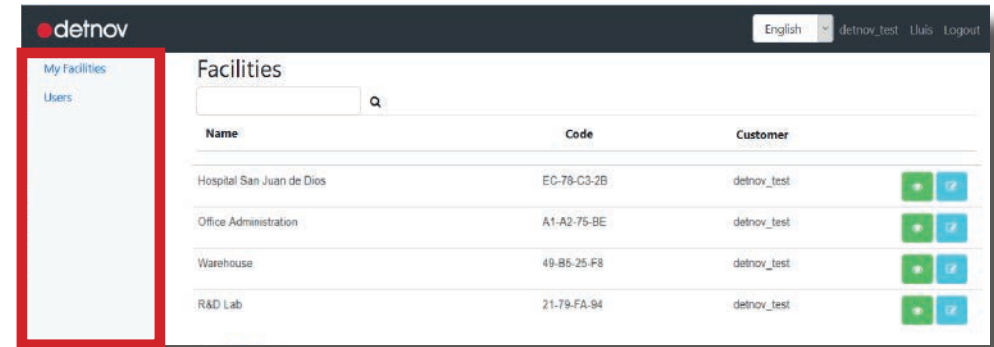 detnov
English detnov_test Lluis Logout
My Facilities
Users
Facilities
Name Code Customer
Hospital San Juan de Dios EC-78-C3-2B detnov_test
Office Administration A1-A2-75-BE detnov_test
Warehouse 49-B5-25-F8 detnov_test
R&D Lab 21-79-FA-94 detnov_test